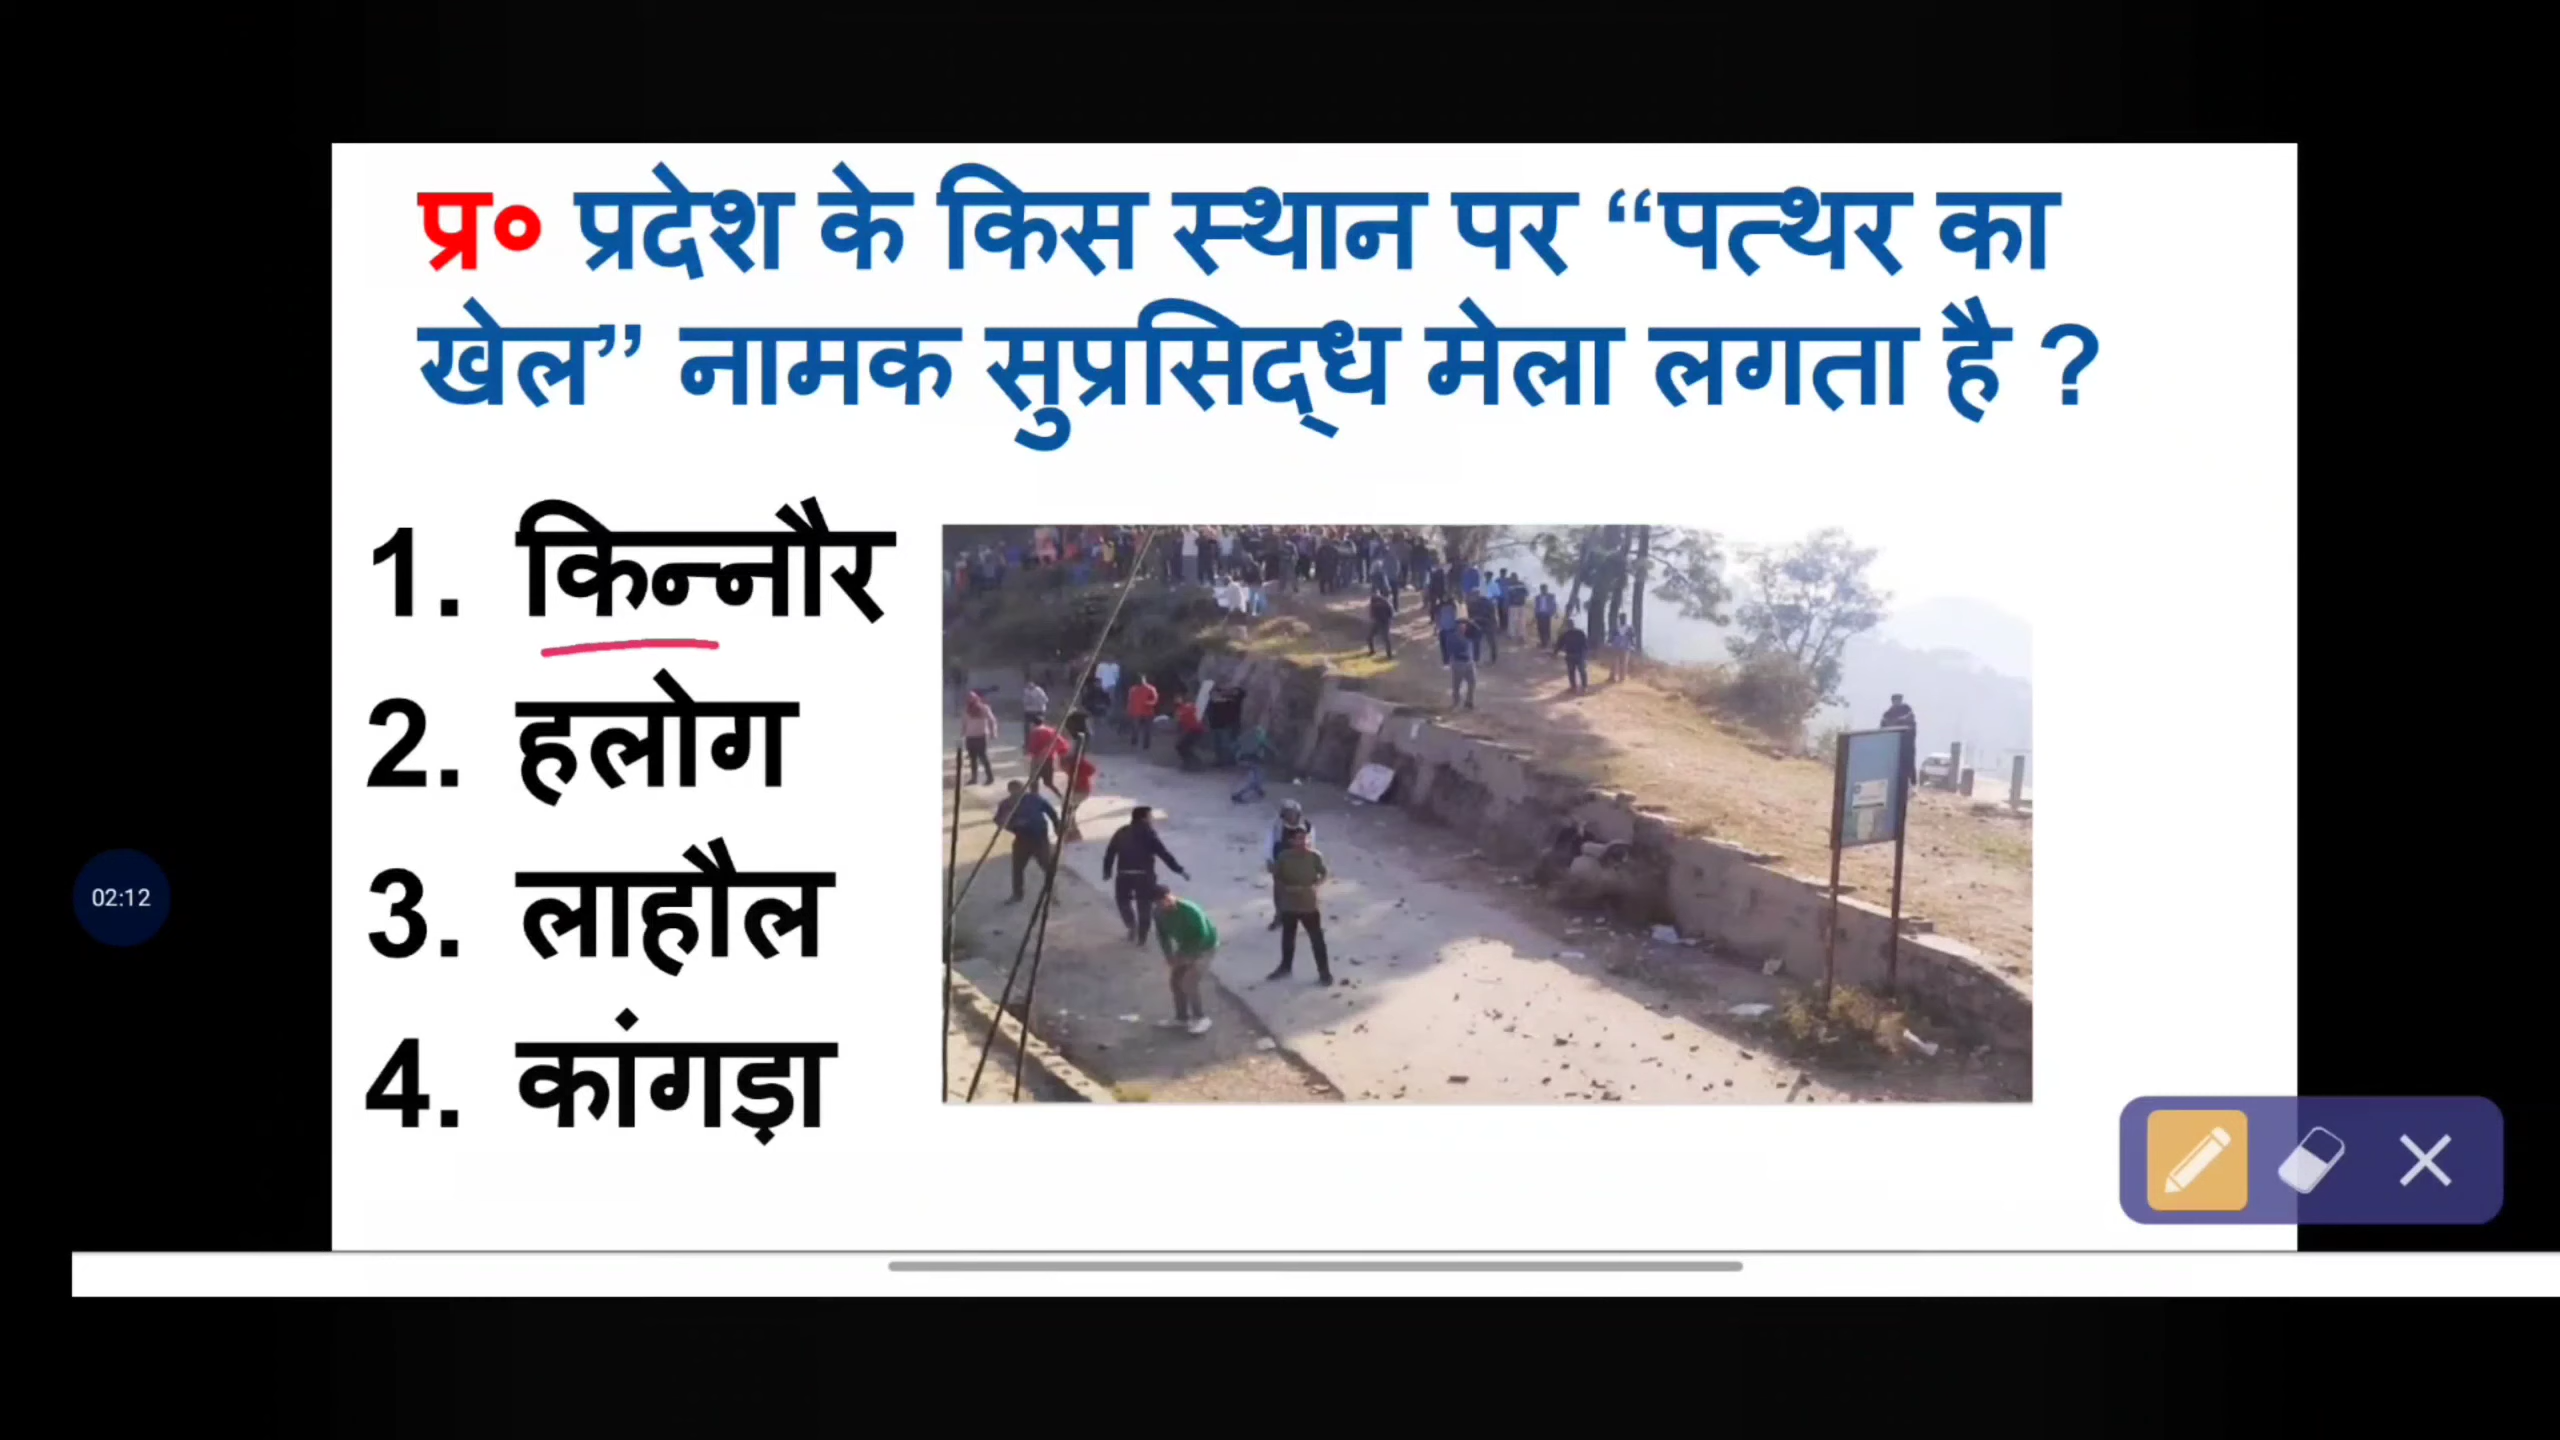 प्र० प्रदेश के किस स्थान पर “पत्थर का
खेल” नामक सुप्रसिद्ध मेला लगता है ?
1. किन्नौर
2. हलोग
3. लाहौल
4. कांगड़ा
02:12